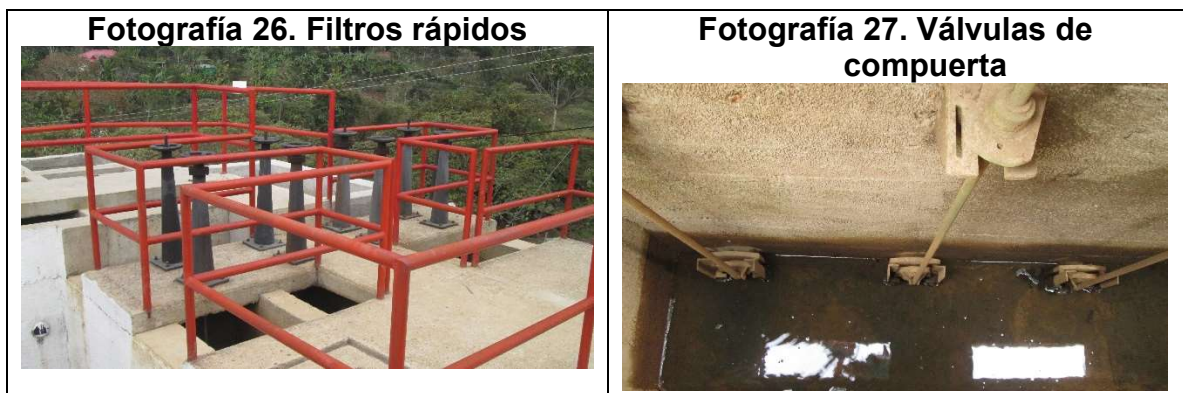 Fotografía 26. Filtros rápidos
Fotografía 27. Válvulas de
compuerta